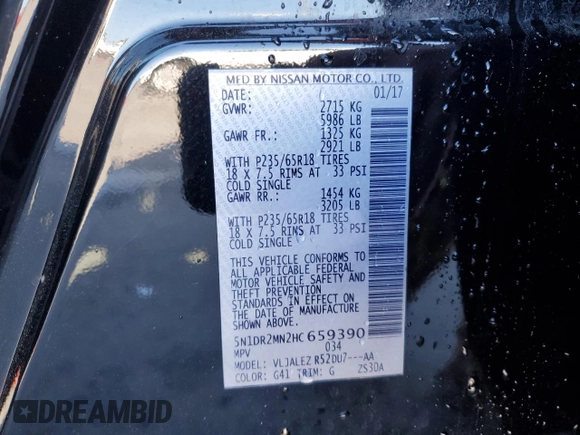 MFD BY NISSAN MOTOR CO., LTD.
DATE: / 01/17
GVWR: 2715 KG
5986 LB
GAWR FR.: 1325 KG
2921 LB
WITH P235/65R18 TIRES
18 X 7.5 RIMS AT 33 PSI
COLD SINGLE
GAWR RR.: 1454 KG
3205 LB
WITH P235/65R18 TIRES
18 X 7.5 RIMS AT 33 PSI
COLD SINGLE
THIS VEHICLE CONFORMS TO
ALL APPLICABLE FEDERAL
MOTOR VEHICLE SAFETY AND
THEFT PREVENTION
STANDARDS IN EFFECT ON
THE DATE OF MANUFACTURE
SHOWN ABOVE.
5N1DR2MN2HC 659390
MPV 034
MODEL: VLJALEZ R52DU7---AA
COLOR: G41 TRIM: G ZS30A
DREAMBID